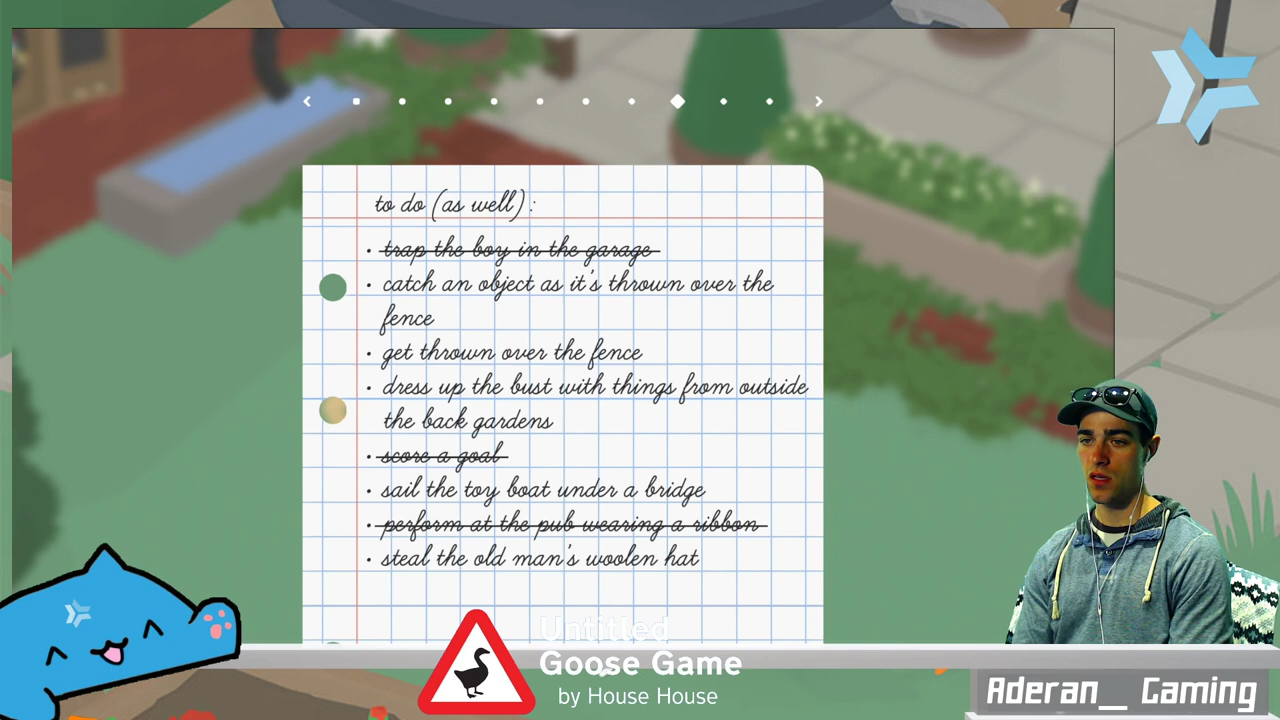 to do (as well):
• trap the boy in the garage
• catch an object as it's thrown over the
fence
• get thrown over the fence
• dress up the bust with things from outside
the back gardens
• score a goal
• sail the toy boat under a bridge
• perform at the pub wearing a ribbon
• steal the old man's woolen hat
Untitled
Goose Game
by House House
Aderan_ Gaming